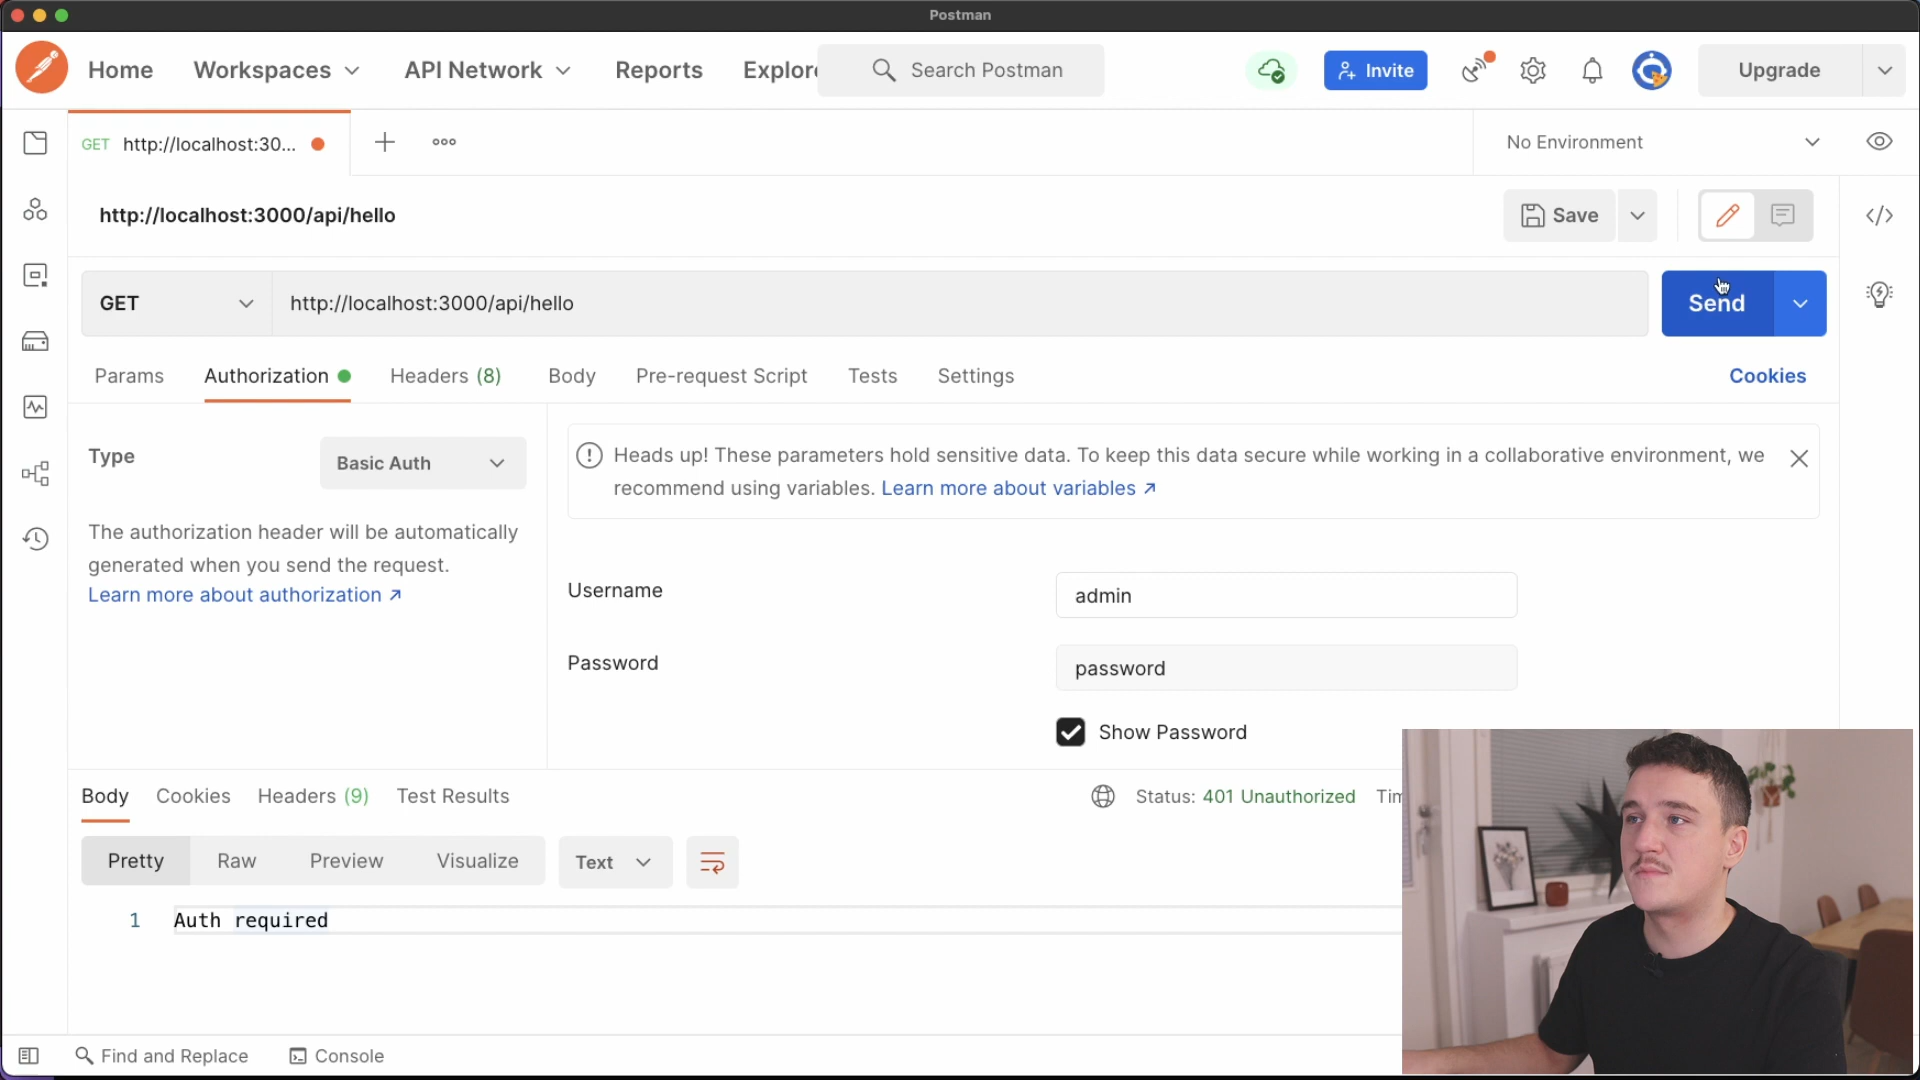 Postman
Home
Workspaces
API Network
Reports
Explor
Search Postman
Invite
Upgrade
GET http://localhost:30...
No Environment
http://localhost:3000/api/hello
Save
GET
http://localhost:3000/api/hello
Send
Params
Authorization
Headers (8)
Body
Pre-request Script
Tests
Settings
Cookies
Type
Basic Auth
The authorization header will be automatically
generated when you send the request.
Learn more about authorization ↗
Heads up! These parameters hold sensitive data. To keep this data secure while working in a collaborative environment, we
recommend using variables. Learn more about variables ↗
Username
admin
Password
password
Show Password
Body
Cookies
Headers (9)
Test Results
Status: 401 Unauthorized
Tim
Pretty
Raw
Preview
Visualize
Text
1 Auth required
Find and Replace
Console